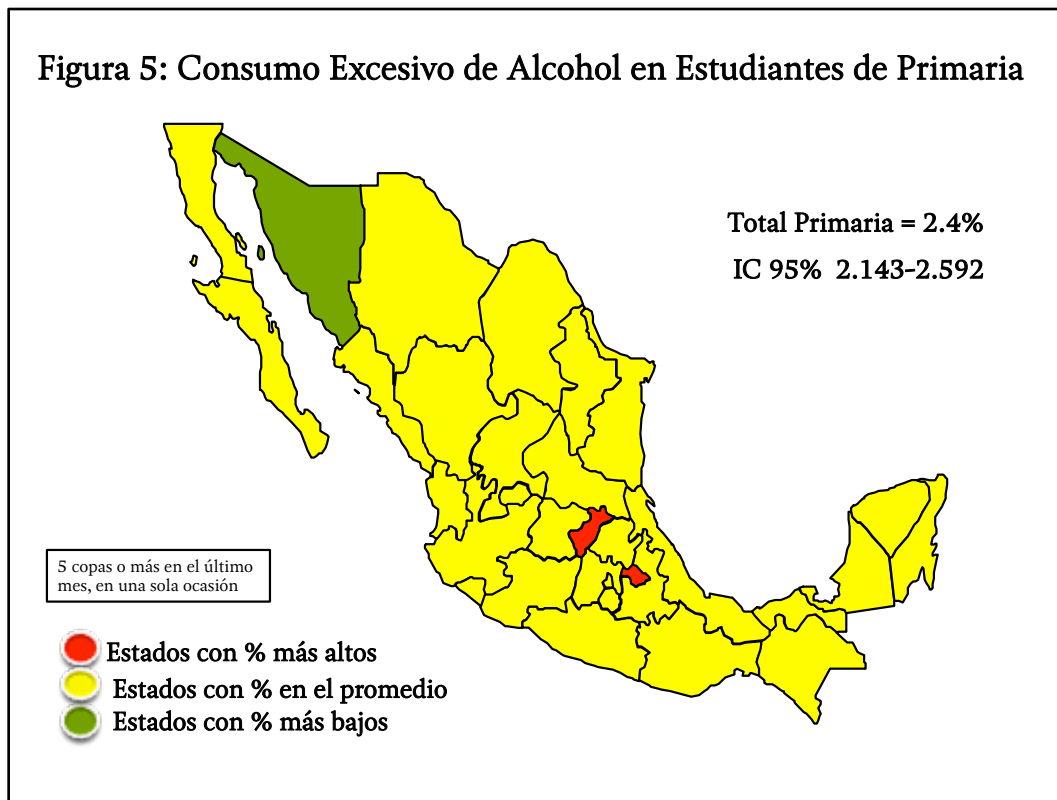 Figura 5: Consumo Excesivo de Alcohol en Estudiantes de Primaria
Total Primaria = 2.4%
IC 95% 2.143-2.592
5 copas o más en el último
mes, en una sola ocasión
Estados con % más altos
Estados con % en el promedio
Estados con % más bajos